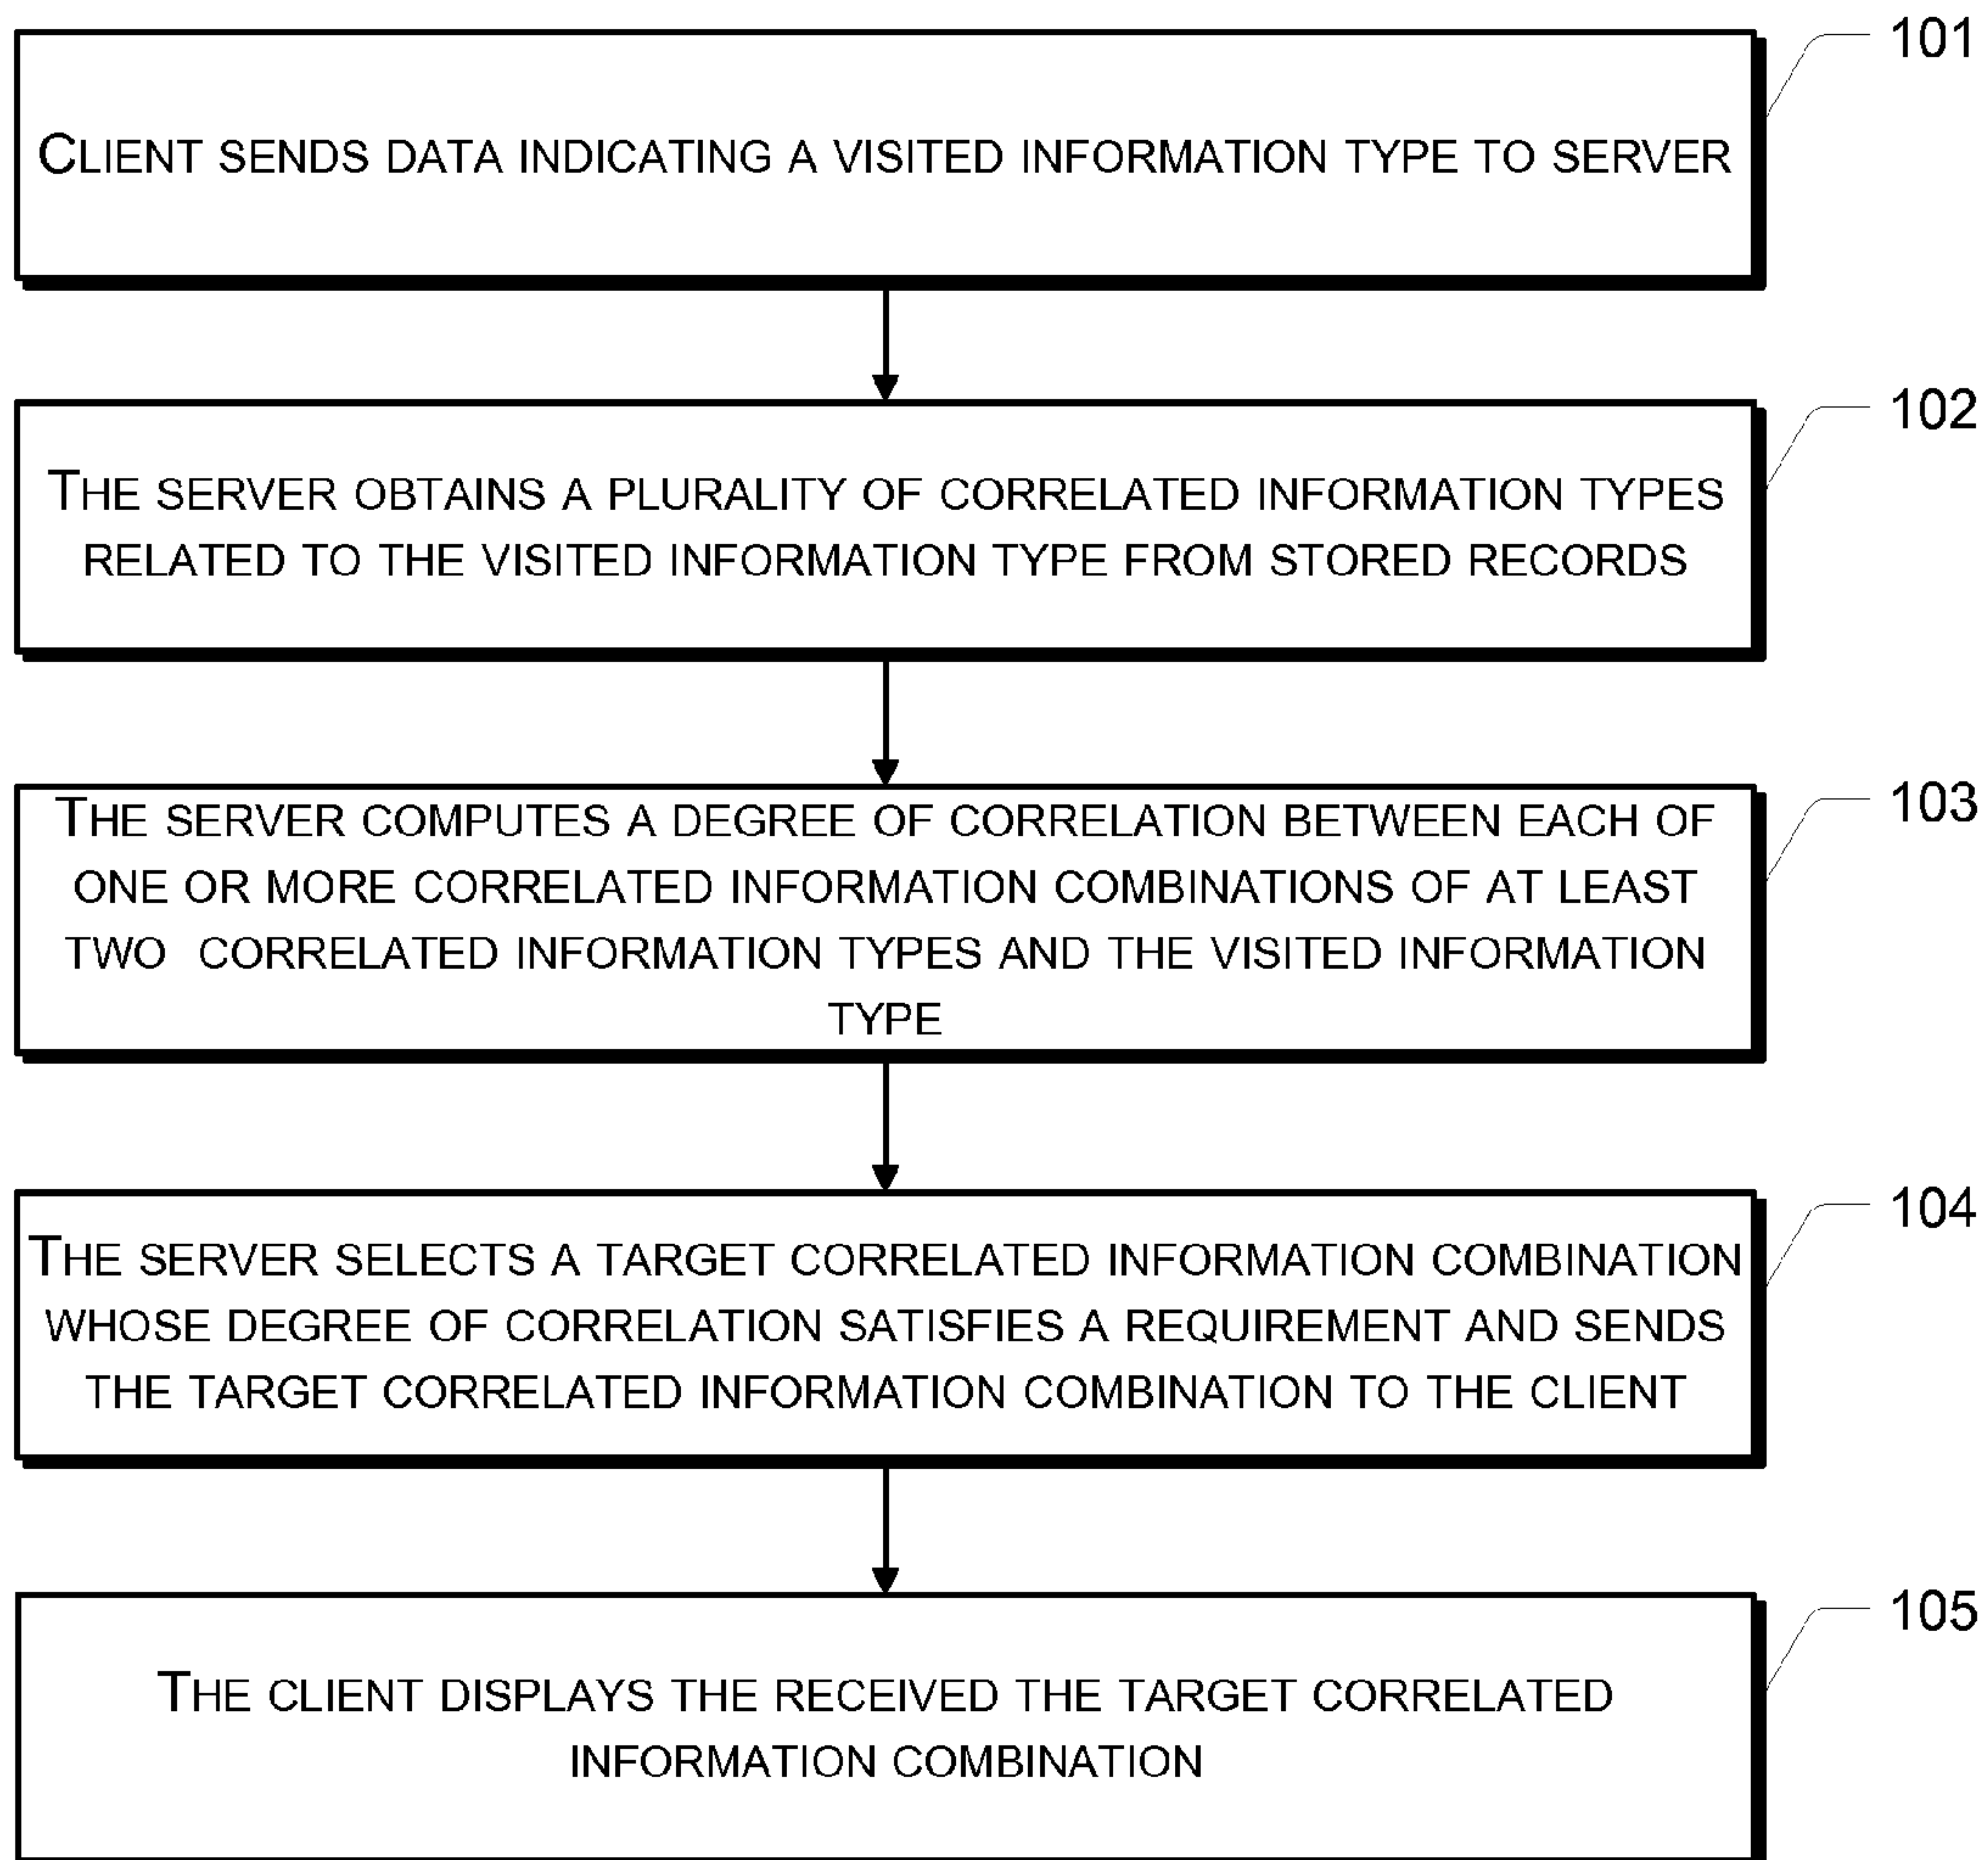 101
CLIENT SENDS DATA INDICATING A VISITED INFORMATION TYPE TO SERVER
102
THE SERVER OBTAINS A PLURALITY OF CORRELATED INFORMATION TYPES
RELATED TO THE VISITED INFORMATION TYPE FROM STORED RECORDS
103
THE SERVER COMPUTES A DEGREE OF CORRELATION BETWEEN EACH OF
ONE OR MORE CORRELATED INFORMATION COMBINATIONS OF AT LEAST
TWO CORRELATED INFORMATION TYPES AND THE VISITED INFORMATION
TYPE
104
THE SERVER SELECTS A TARGET CORRELATED INFORMATION COMBINATION
WHOSE DEGREE OF CORRELATION SATISFIES A REQUIREMENT AND SENDS
THE TARGET CORRELATED INFORMATION COMBINATION TO THE CLIENT
105
THE CLIENT DISPLAYS THE RECEIVED THE TARGET CORRELATED
INFORMATION COMBINATION